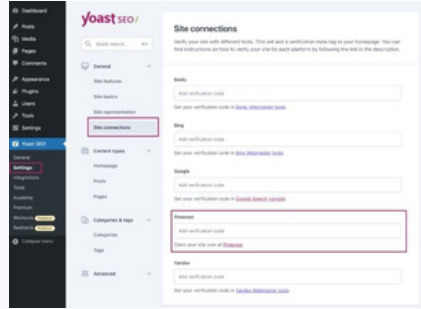 Dashboard
Posts
Media
Pages
Comments
Appearance
Plugins
Users
Tools
Settings
Yoast SEO
General
Settings
Integrations
Tools
Academy
Premium
Workouts
Redirects
Collapse menu
yoast SEO/
Quick search...
General
Site features
Site basics
Site representation
Site connections
Content types
Homepage
Posts
Pages
Categories & tags
Categories
Tags
Advanced
Site connections
Verify your site with different tools. This will add a verification meta tag to your homepage. You can
find instructions on how to verify your site for each platform by following the link in the description.
Baidu
Add verification code
Get your verification code in Baidu Webmaster tools.
Bing
Add verification code
Get your verification code in Bing Webmaster tools.
Google
Add verification code
Get your verification code in Google Search console.
Pinterest
Add verification code
Claim your site over at Pinterest.
Yandex
Add verification code
Get your verification code in Yandex Webmaster tools.